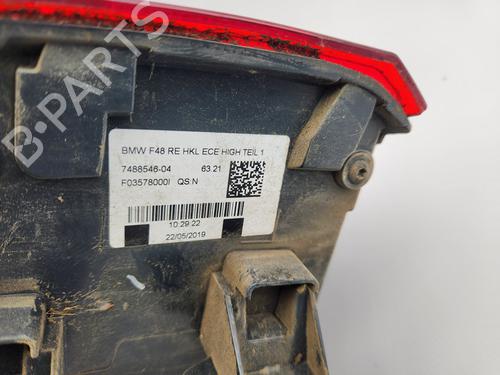 BMW F48 RE HKL ECE HIGH TEIL 1
7488546-04 63.21
F03578000I QS:N
10:29:22
22/05/2019
B-PARTS